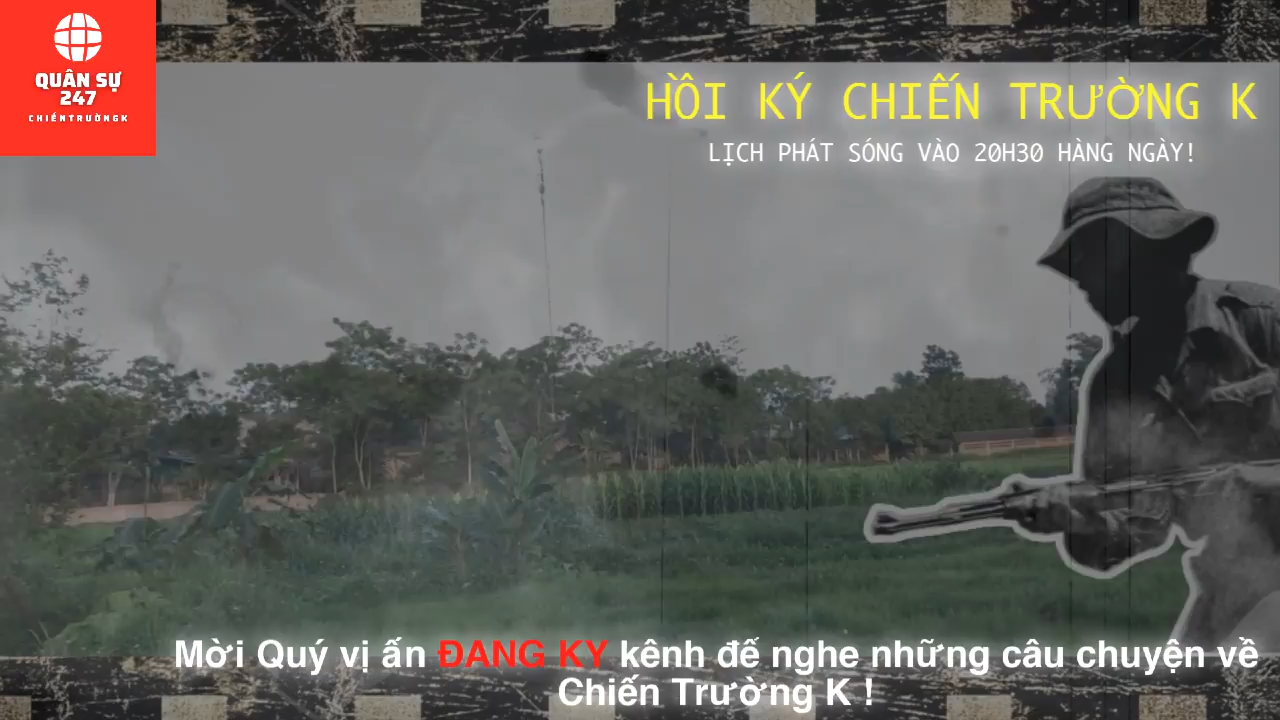 QUÂN SỰ
247
CHIẾNTRƯỜNGK
HỒI KÝ CHIẾN TRƯỜNG K
LỊCH PHÁT SÓNG VÀO 20H30 HÀNG NGÀY!
Mời Quý vị ấn ĐANG KY kênh để nghe những câu chuyện về
Chiến Trường K !